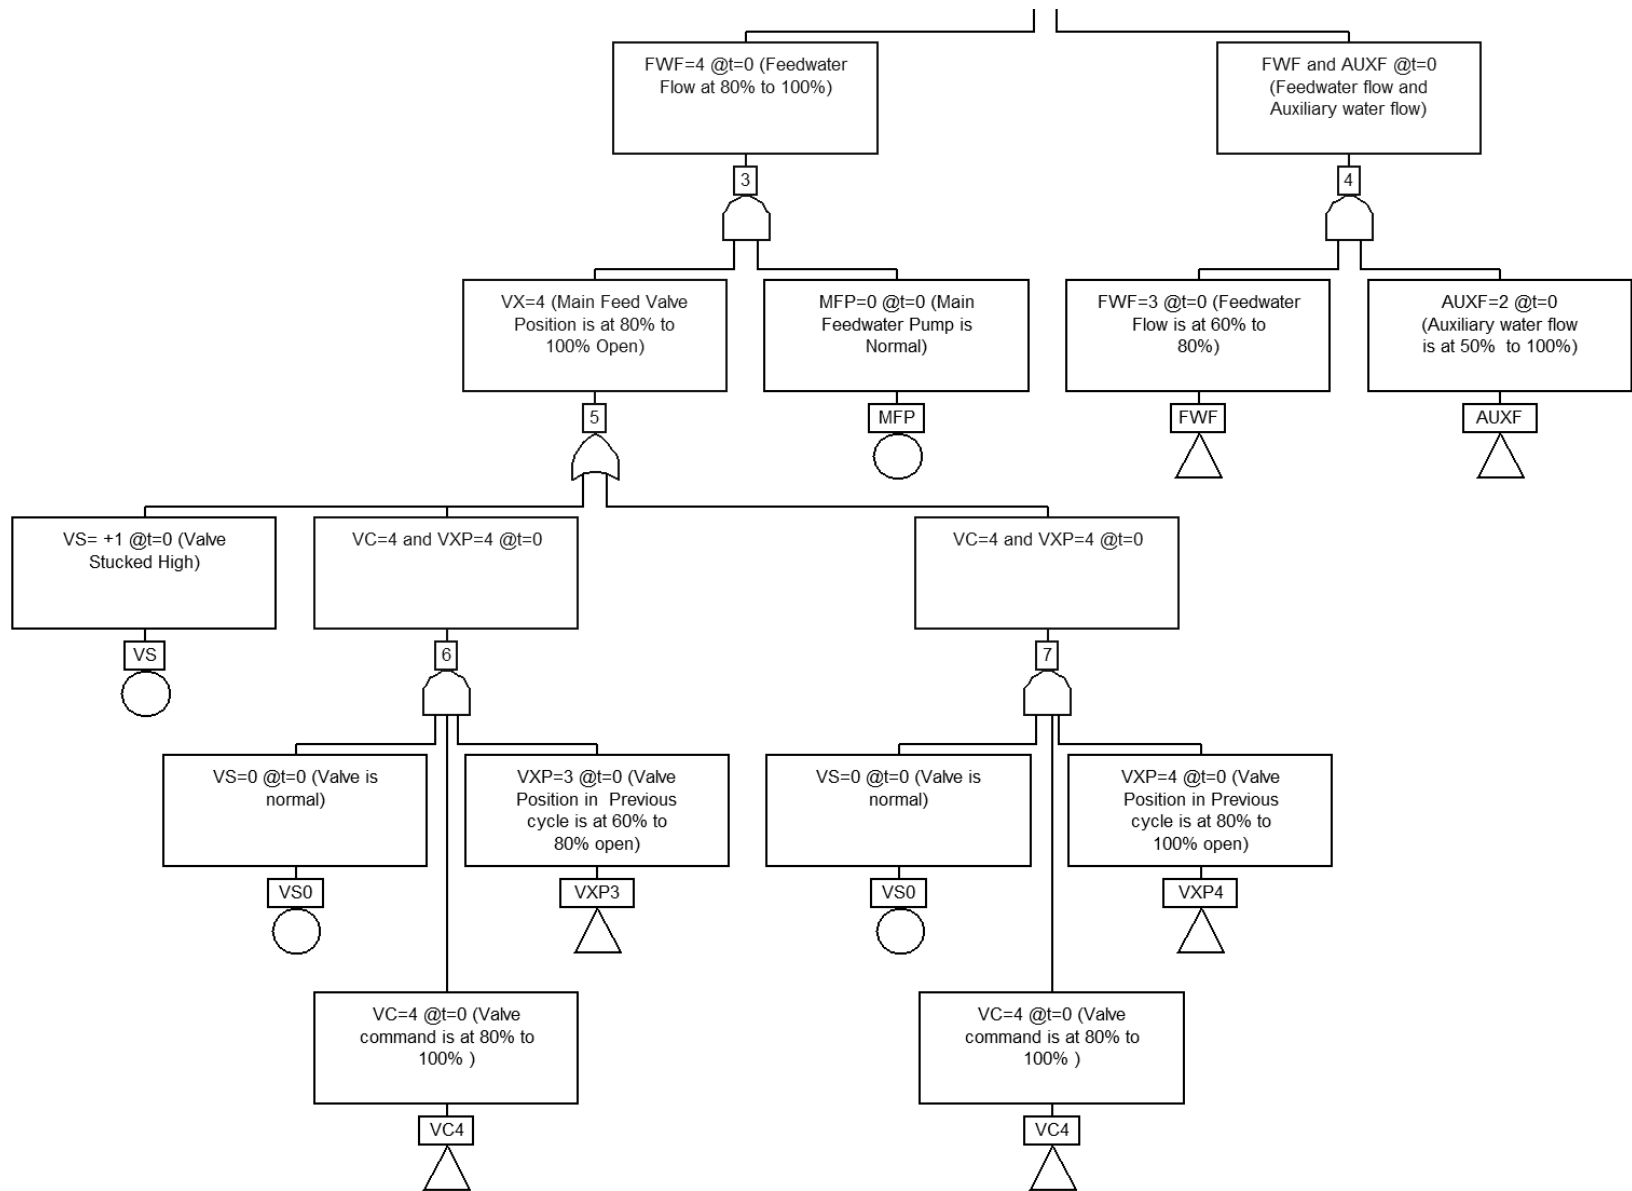 FWF=4 @t=0 (Feedwater
Flow at 80% to 100%)
FWF and AUXF @t=0
(Feedwater flow and
Auxiliary water flow)
3
4
VX=4 (Main Feed Valve
Position is at 80% to
100% Open)
MFP=0 @t=0 (Main
Feedwater Pump is
Normal)
FWF=3 @t=0 (Feedwater
Flow is at 60% to
80%)
AUXF=2 @t=0
(Auxiliary water flow
is at 50% to 100%)
5
MFP
FWF
AUXF
VS= +1 @t=0 (Valve
Stucked High)
VC=4 and VXP=4 @t=0
VC=4 and VXP=4 @t=0
VS
6
7
VS=0 @t=0 (Valve is
normal)
VXP=3 @t=0 (Valve
Position in Previous
cycle is at 60% to
80% open)
VS=0 @t=0 (Valve is
normal)
VXP=4 @t=0 (Valve
Position in Previous
cycle is at 80% to
100% open)
VS0
VXP3
VS0
VXP4
VC=4 @t=0 (Valve
command is at 80% to
100% )
VC=4 @t=0 (Valve
command is at 80% to
100% )
VC4
VC4